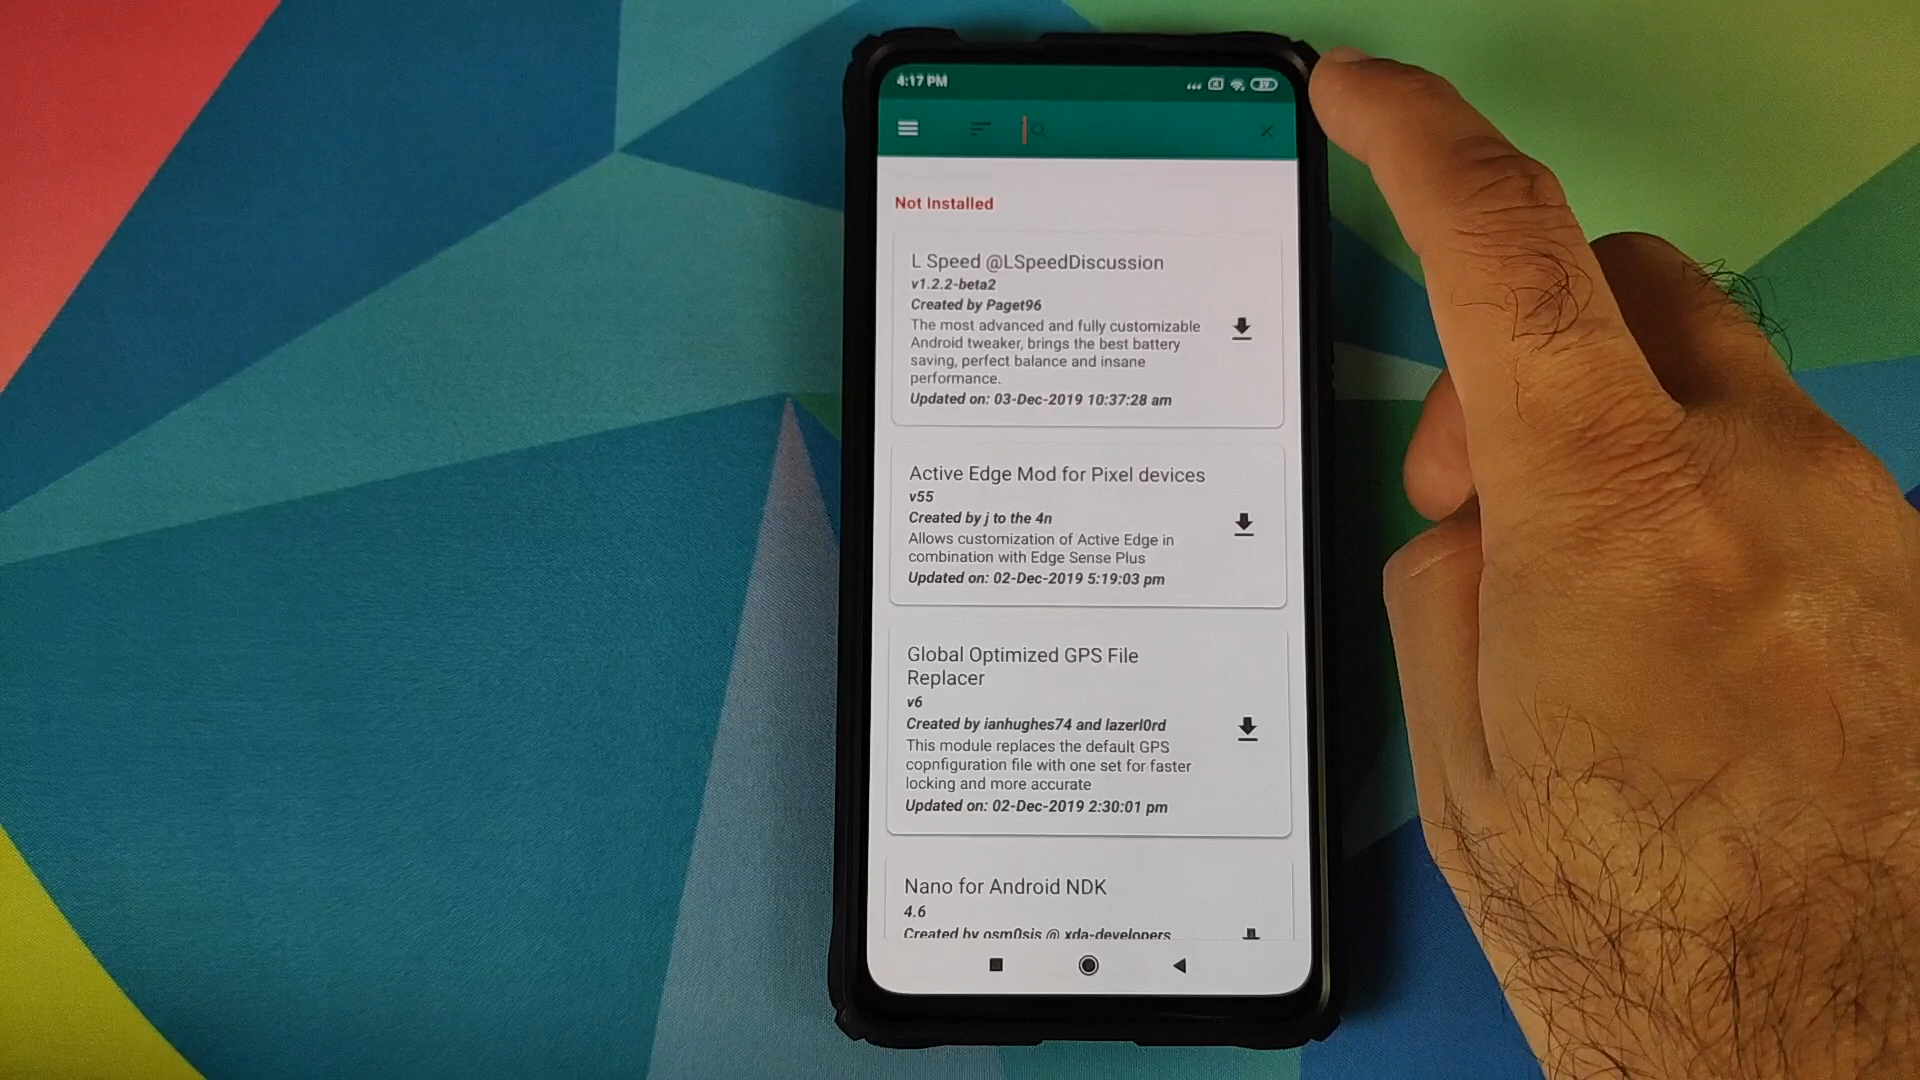 4:17 PM
Not Installed
L Speed @LSpeedDiscussion
v1.2.2-beta2
Created by Paget96
The most advanced and fully customizable
Android tweaker, brings the best battery
saving, perfect balance and insane
performance.
Updated on: 03-Dec-2019 10:37:28 am
Active Edge Mod for Pixel devices
v55
Created by j to the 4n
Allows customization of Active Edge in
combination with Edge Sense Plus
Updated on: 02-Dec-2019 5:19:03 pm
Global Optimized GPS File
Replacer
v6
Created by ianhughes74 and lazerl0rd
This module replaces the default GPS
copnfiguration file with one set for faster
locking and more accurate
Updated on: 02-Dec-2019 2:30:01 pm
Nano for Android NDK
4.6
Created by osm0sis @ xda-developers